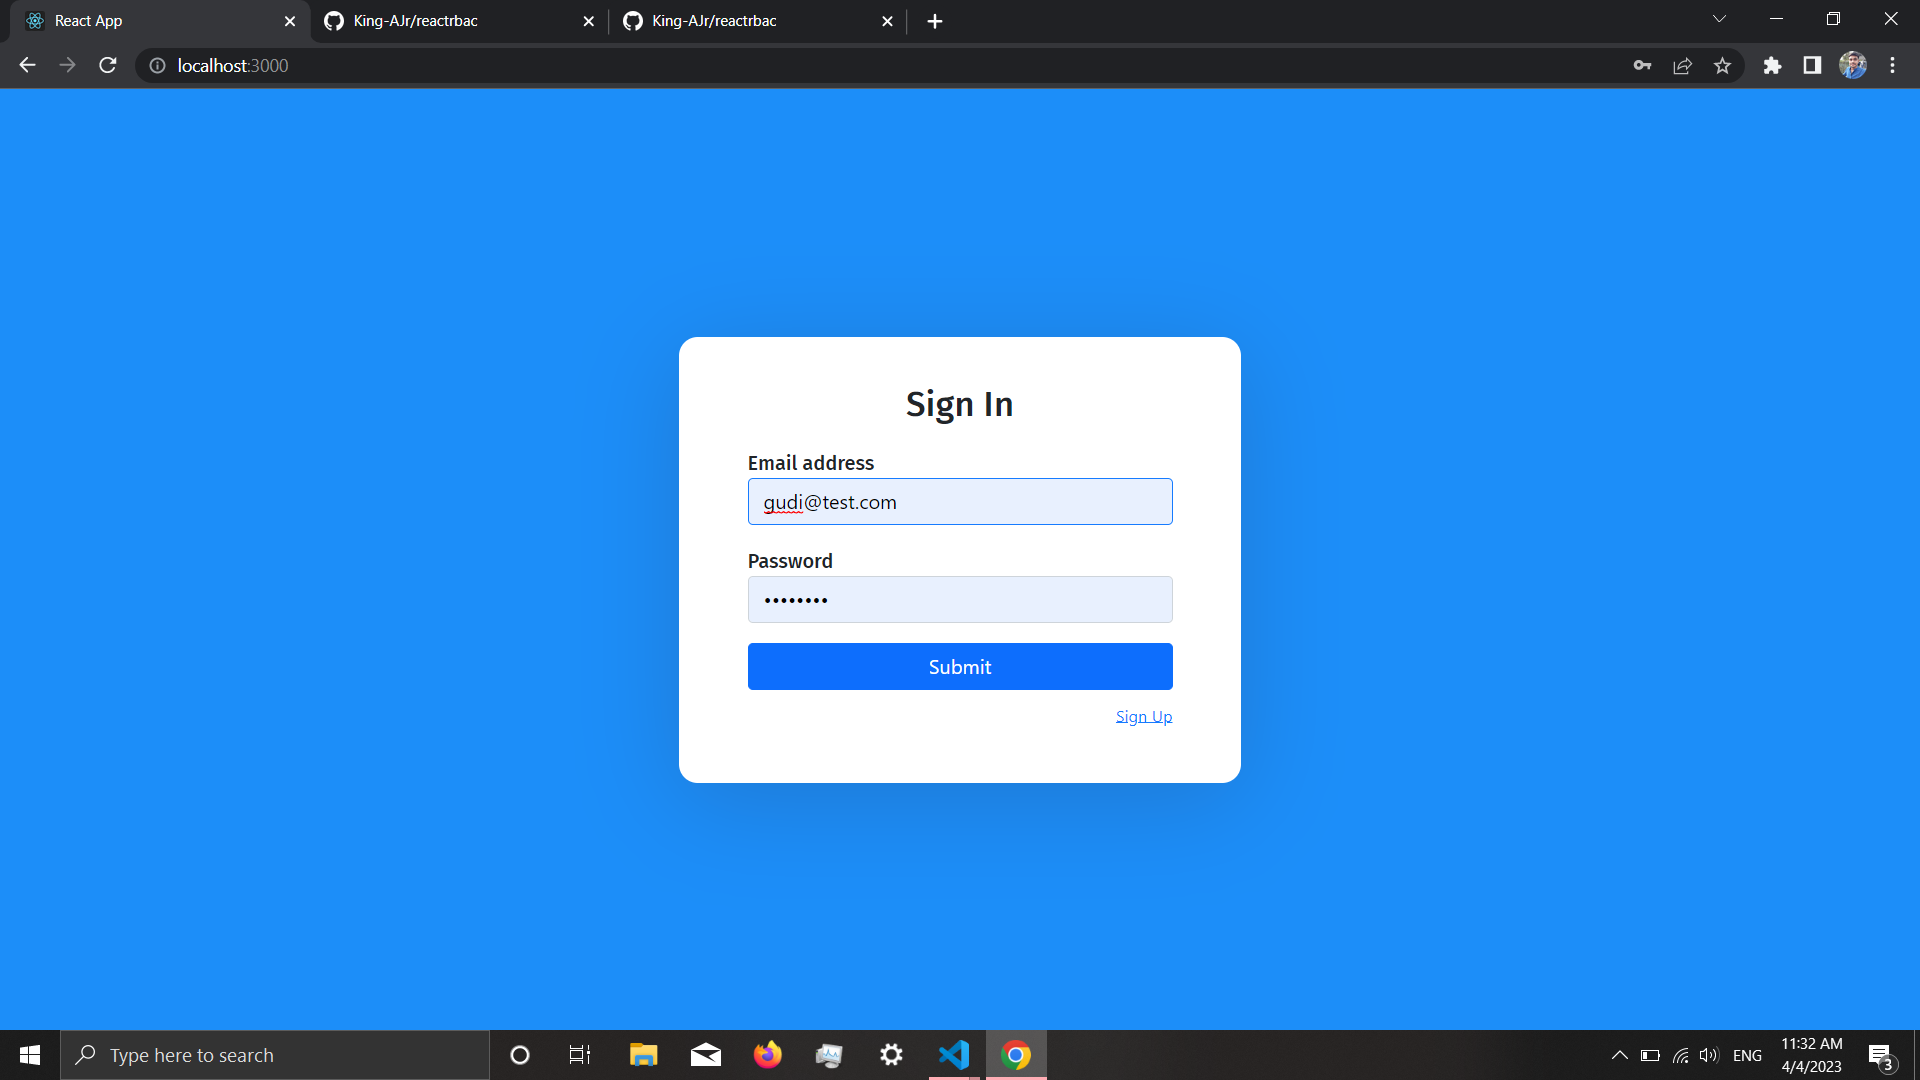 React App
King-AJr/reactrbac
King-AJr/reactrbac
localhost:3000
Sign In
Email address
gudi@test.com
Password
••••••••
Submit
Sign Up
Type here to search
ENG
11:32 AM
4/4/2023
3